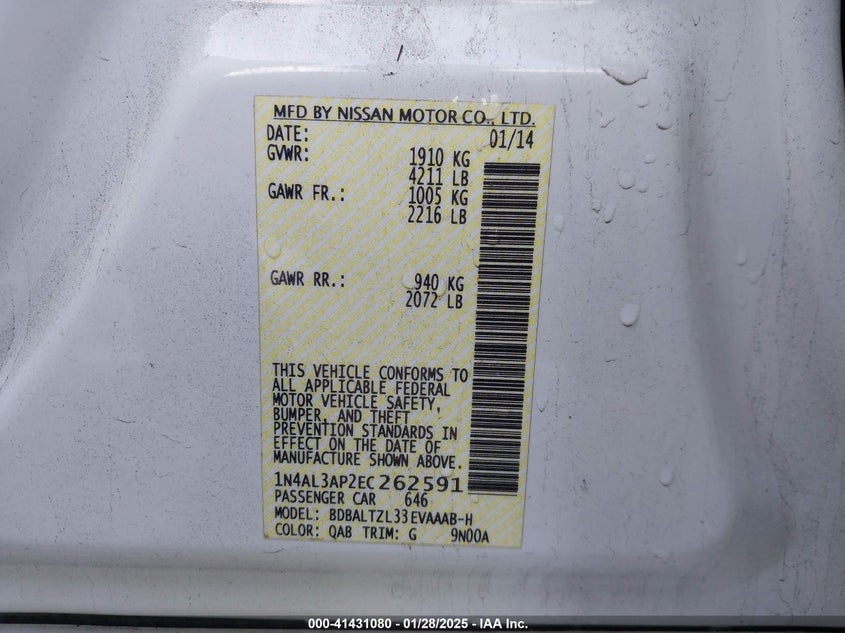 MFD BY NISSAN MOTOR CO., LTD.
DATE: 01/14
GVWR: 1910 KG
4211 LB
GAWR FR.: 1005 KG
2216 LB
GAWR RR.: 940 KG
2072 LB
THIS VEHICLE CONFORMS TO
ALL APPLICABLE FEDERAL
MOTOR VEHICLE SAFETY,
BUMPER, AND THEFT
PREVENTION STANDARDS IN
EFFECT ON THE DATE OF
MANUFACTURE SHOWN ABOVE.
1N4AL3AP2EC262591
PASSENGER CAR 646
MODEL: BDBALTZL33EVAAAB-H
COLOR: QAB TRIM: G 9N00A
000-41431080 - 01/28/2025 - IAA Inc.